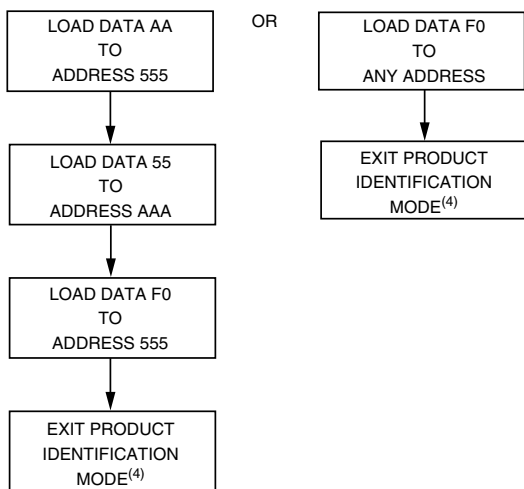 LOAD DATA AA
TO
ADDRESS 555
LOAD DATA 55
TO
ADDRESS AAA
LOAD DATA F0
TO
ADDRESS 555
EXIT PRODUCT
IDENTIFICATION
MODE(4)
OR
LOAD DATA F0
TO
ANY ADDRESS
EXIT PRODUCT
IDENTIFICATION
MODE(4)